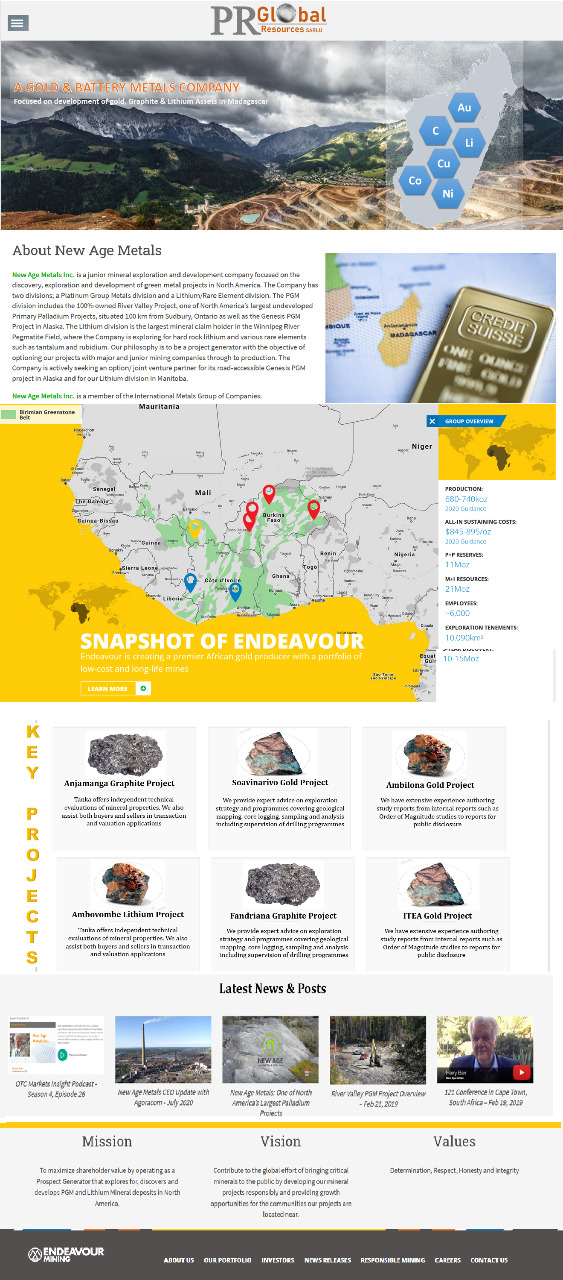 PR Global
Resources SARLU
A GOLD & BATTERY METALS COMPANY
Focused on development of gold, Graphite & Lithium Assets in Madagascar
Au
C
Li
Cu
Co
Ni
About New Age Metals
New Age Metals Inc. is a junior mineral exploration and development company focused on the
discovery, exploration and development of green metal projects in North America. The Company has
two divisions; a Platinum Group Metals division and a Lithium/Rare Element division. The PGM
division includes the 100% owned River Valley Project, one of North America's largest undeveloped
Primary Palladium Projects, situated 100 km from Sudbury, Ontario as well as the Genesis PGM
Project in Alaska. The Lithium division is the largest mineral claim holder in the Winnipeg River
Pegmatite Field, where the Company is exploring for hard rock lithium and various rare elements
such as tantalum and rubidium. Our philosophy is to be a project generator with the objective of
optioning our projects with major and junior mining companies through to production. The
Company is actively seeking an option/ joint venture partner for its road-accessible Genesis PGM
project in Alaska and for our Lithium division in Manitoba.
New Age Metals Inc. is a member of the International Metals Group of Companies.
COMOROS
BIQUE
Antananarivo
MADAGASCAR
CREDIT
SUISSE
ONE OUNCE
Birimian Greenstone
Belt
Mauritania
Niger
Senegal
Mali
The Gambia
Guinea-Bissau
Burkina
Faso
Guinea
Benin
Sierra Leone
Nigeria
Togo
Ghana
Côte d'Ivoire
Liberia
SNAPSHOT OF ENDEAVOUR
Endeavour is creating a premier African gold producer with a portfolio of
low-cost and long-life mines
LEARN MORE
GROUP OVERVIEW
PRODUCTION:
680-740koz
2020 Guidance
ALL-IN SUSTAINING COSTS:
$845-895/oz
2020 Guidance
P+P RESERVES:
11Moz
M+I RESOURCES:
21Moz
EMPLOYEES:
~6,000
EXPLORATION TENEMENTS:
10,090km²
10-15Moz
KEY PROJECTS
Anjamanga Graphite Project
Tanka offers independent technical
evaluations of mineral properties. We also
assist both buyers and sellers in transaction
and valuation applications
Soavinarivo Gold Project
We provide expert advice on exploration
strategy and programmes covering geological
mapping, core logging, sampling and analysis
including supervision of drilling programmes
Ambilona Gold Project
We have extensive experience authoring
study reports from internal reports such as
Order of Magnitude studies to reports for
public disclosure
Ambovombe Lithium Project
Tanka offers independent technical
evaluations of mineral properties. We also
assist both buyers and sellers in transaction
and valuation applications
Fandriana Graphite Project
We provide expert advice on exploration
strategy and programmes covering geological
mapping, core logging, sampling and analysis
including supervision of drilling programmes
ITEA Gold Project
We have extensive experience authoring
study reports from internal reports such as
Order of Magnitude studies to reports for
public disclosure
Latest News & Posts
NEW AGE
Harry Barr
OTC Markets Insight Podcast -
Season 4, Episode 26
New Age Metals CEO Update with
Agoracom - July 2020
New Age Metals: One of North
America's Largest Palladium
Projects
River Valley PGM Project Overview
– Feb 21, 2019
121 Conference in Cape Town,
South Africa – Feb 19, 2019
Mission
To maximize shareholder value by operating as a
Prospect Generator that explores for, discovers and
develops PGM and Lithium Mineral deposits in North
America.
Vision
Contribute to the global effort of bringing critical
minerals to the public by developing our mineral
projects responsibly and providing growth
opportunities for the communities our projects are
located near.
Values
Determination, Respect, Honesty and Integrity
ENDEAVOUR
MINING
ABOUT US OUR PORTFOLIO INVESTORS NEWS RELEASES RESPONSIBLE MINING CAREERS CONTACT US